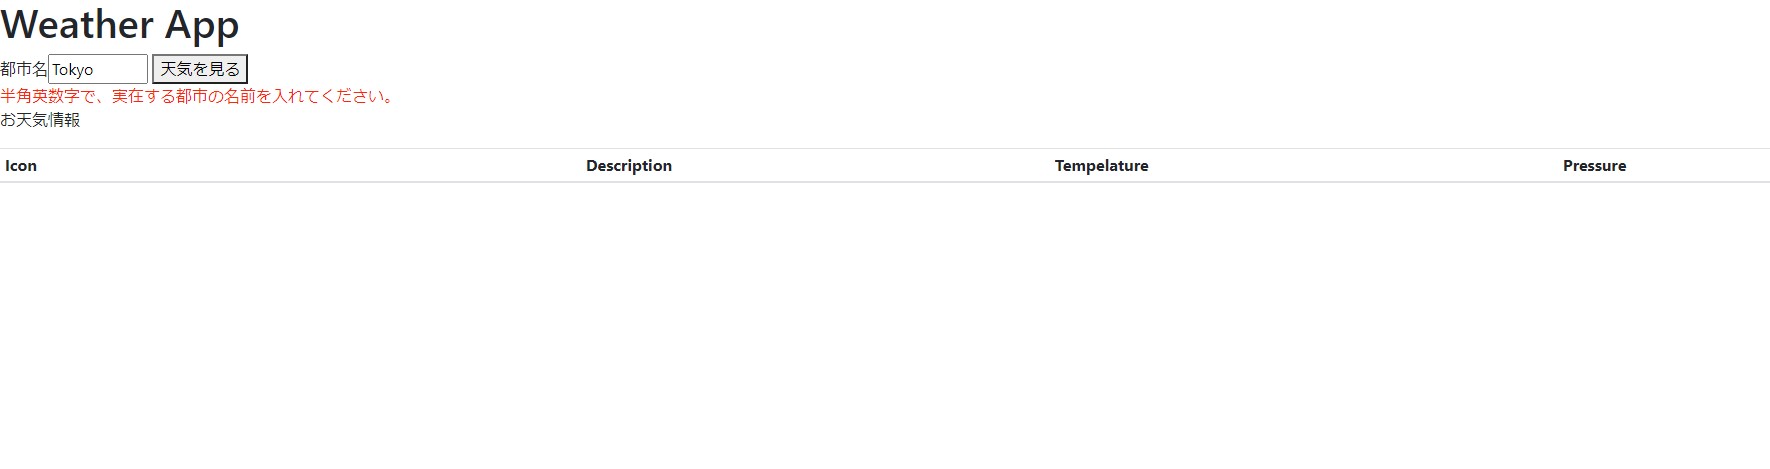 Weather App
都市名 Tokyo 天気を見る
半角英数字で、実在する都市の名前を入れてください。
お天気情報
Icon Description Tempelature Pressure